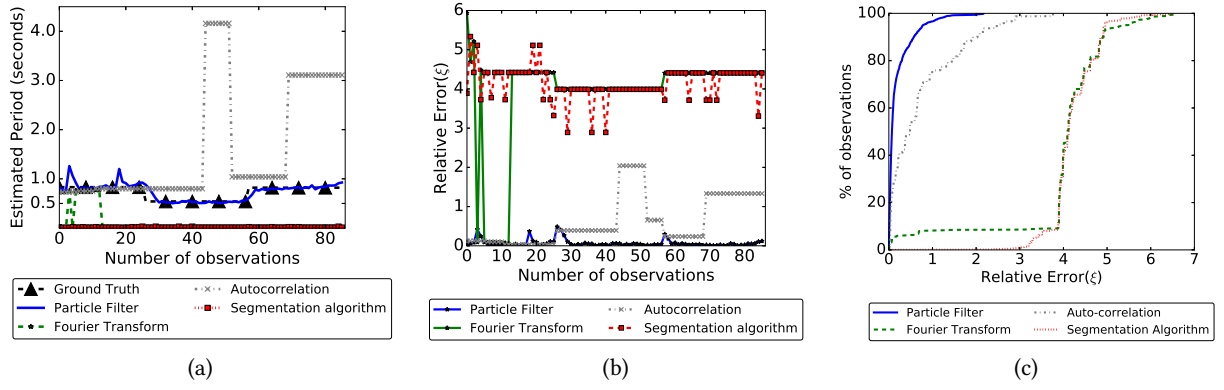 Estimated Period (seconds)
4.0
3.0
2.0
1.0
0.5
0 20 40 60 80
Number of observations
Ground Truth
Particle Filter
Fourier Transform
Autocorrelation
Segmentation algorithm
(a)
Relative Error(ξ)
6
5
4
3
2
1
0
0 10 20 30 40 50 60 70 80
Number of observations
Particle Filter
Fourier Transform
Autocorrelation
Segmentation algorithm
(b)
% of observations
100
80
60
40
20
0
0 1 2 3 4 5 6 7
Relative Error(ξ)
Particle Filter
Fourier Transform
Auto-correlation
Segmentation Algorithm
(c)